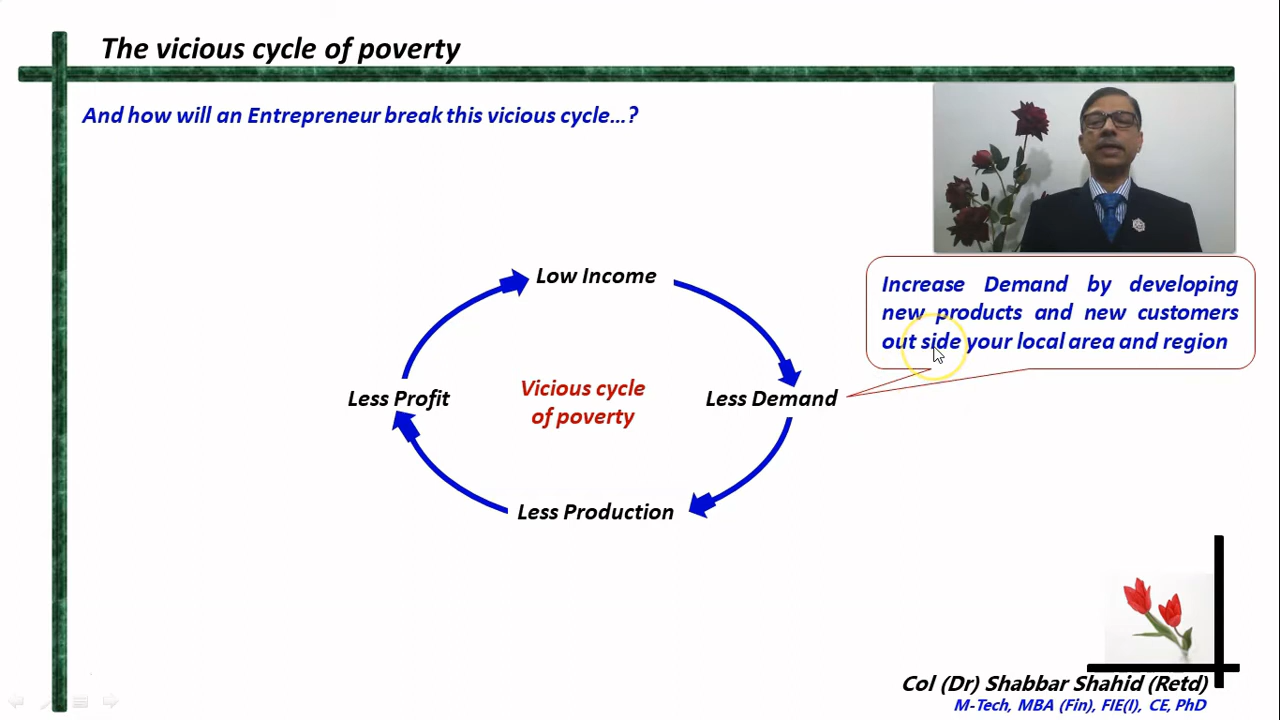 The vicious cycle of poverty
And how will an Entrepreneur break this vicious cycle...?
Low Income
Increase Demand by developing
new products and new customers
out side your local area and region
Less Profit
Vicious cycle
of poverty
Less Demand
Less Production
Col (Dr) Shabbar Shahid (Retd)
M-Tech, MBA (Fin), FIE(I), CE, PhD